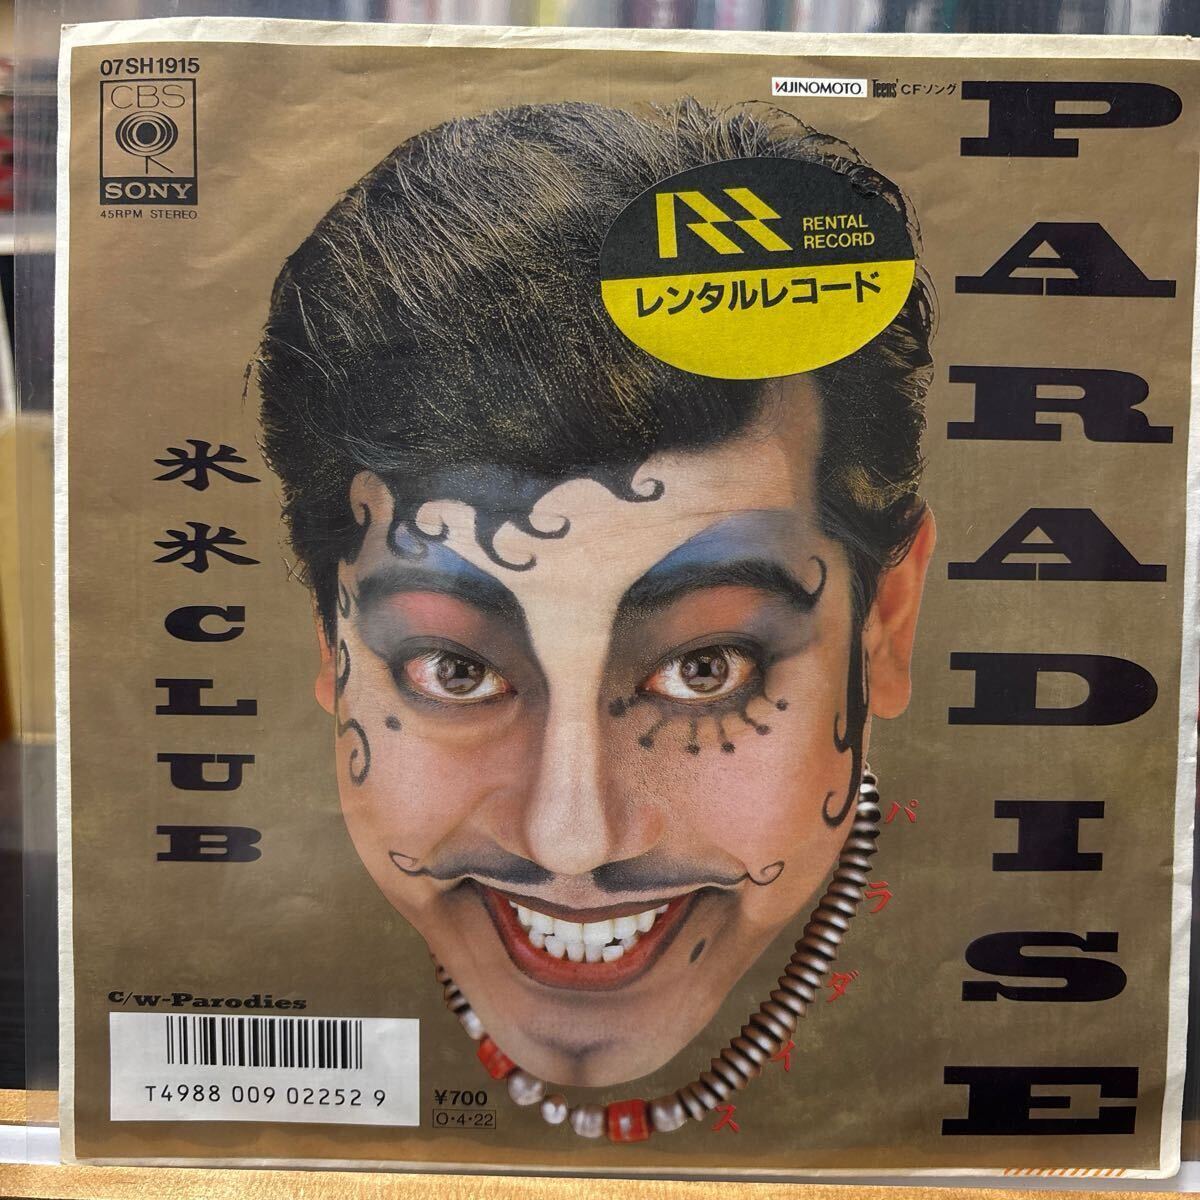 07SH1915
CBS
SONY
45RPM STEREO
AJINOMOTO Teens' CFソング
PARADISE
RENTAL
RECORD
レンタルレコード
米米CLUB
パラダイス
c/w-Parodies
T4988 009 02252 9
¥700
O・4・22